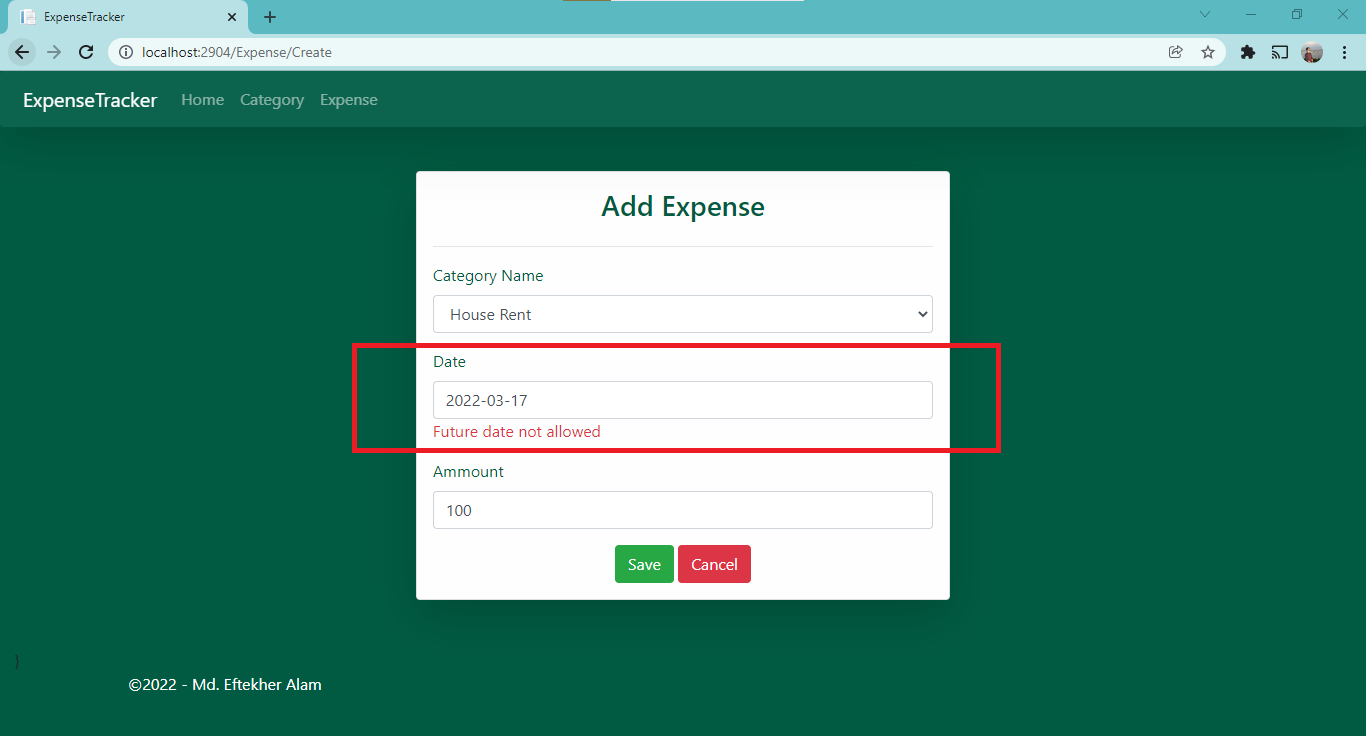 ExpenseTracker
localhost:2904/Expense/Create
ExpenseTracker Home Category Expense
Add Expense
Category Name
House Rent
Date
2022-03-17
Future date not allowed
Ammount
100
Save Cancel
}
©2022 - Md. Eftekher Alam